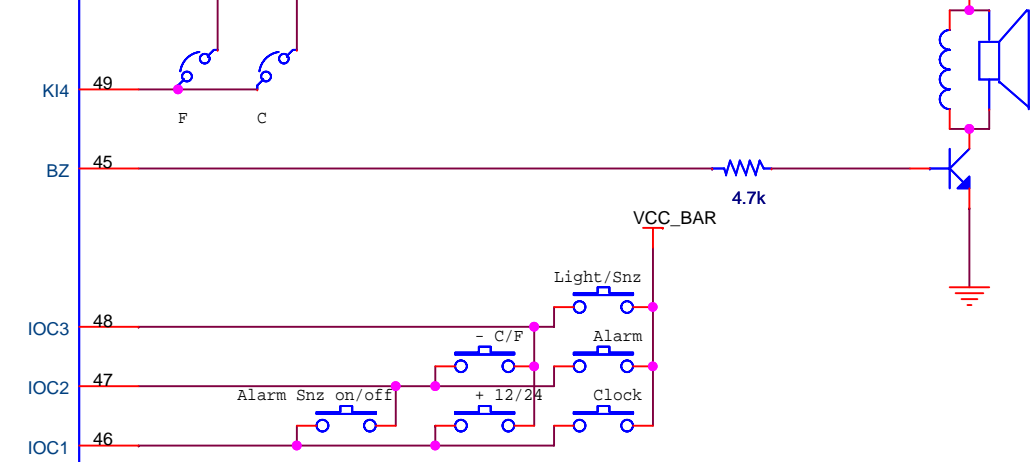 KI4 49
F C
BZ 45
4.7k
VCC_BAR
Light/Snz
IOC3 48
- C/F Alarm
IOC2 47
Alarm Snz on/off + 12/24 Clock
IOC1 46